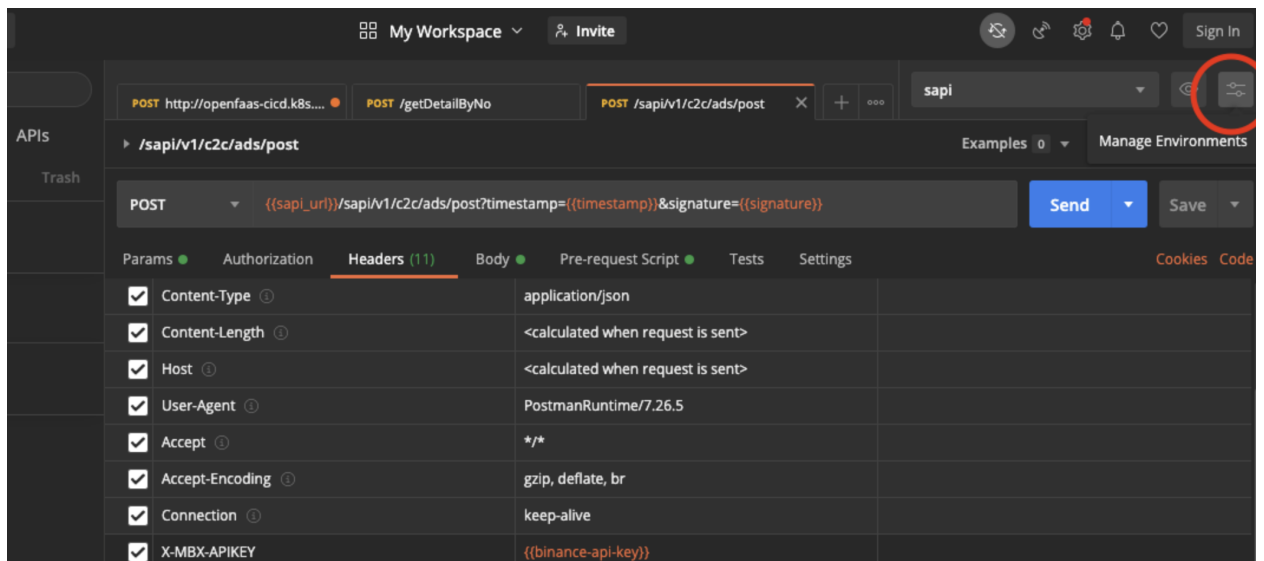 My Workspace
Invite
Sign In
POST http://openfaas-cicd.k8s....
POST /getDetailByNo
POST /sapi/v1/c2c/ads/post
sapi
APIs
/sapi/v1/c2c/ads/post
Examples 0
Manage Environments
Trash
POST
{{sapi_url}}/sapi/v1/c2c/ads/post?timestamp={{timestamp}}&signature={{signature}}
Send
Save
Params
Authorization
Headers (11)
Body
Pre-request Script
Tests
Settings
Cookies
Code
Content-Type application/json
Content-Length <calculated when request is sent>
Host <calculated when request is sent>
User-Agent PostmanRuntime/7.26.5
Accept */*
Accept-Encoding gzip, deflate, br
Connection keep-alive
X-MBX-APIKEY {{binance-api-key}}